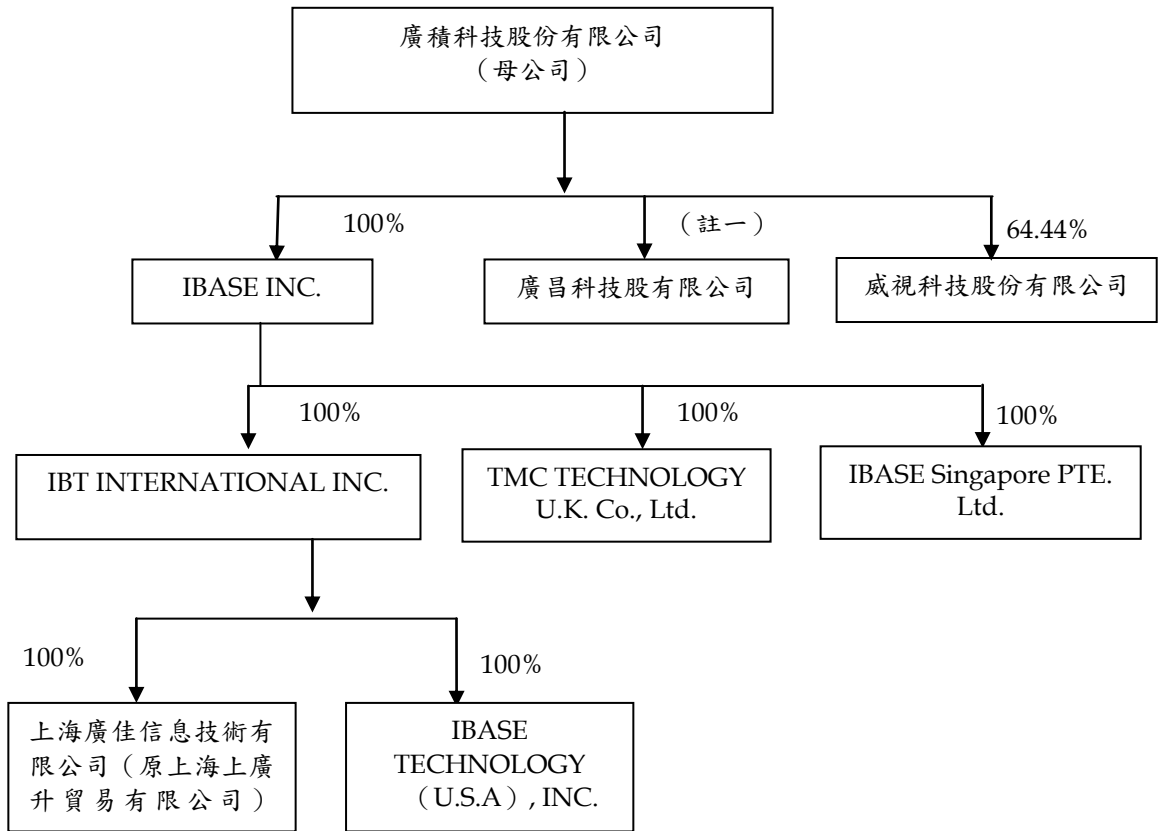 廣積科技股份有限公司
（母公司）
100%
（註一）
64.44%
IBASE INC.
廣昌科技股有限公司
威視科技股份有限公司
100%
100%
100%
IBT INTERNATIONAL INC.
TMC TECHNOLOGY
U.K. Co., Ltd.
IBASE Singapore PTE.
Ltd.
100%
100%
上海廣佳信息技術有
限公司（原上海上廣
升貿易有限公司）
IBASE
TECHNOLOGY
（U.S.A）, INC.